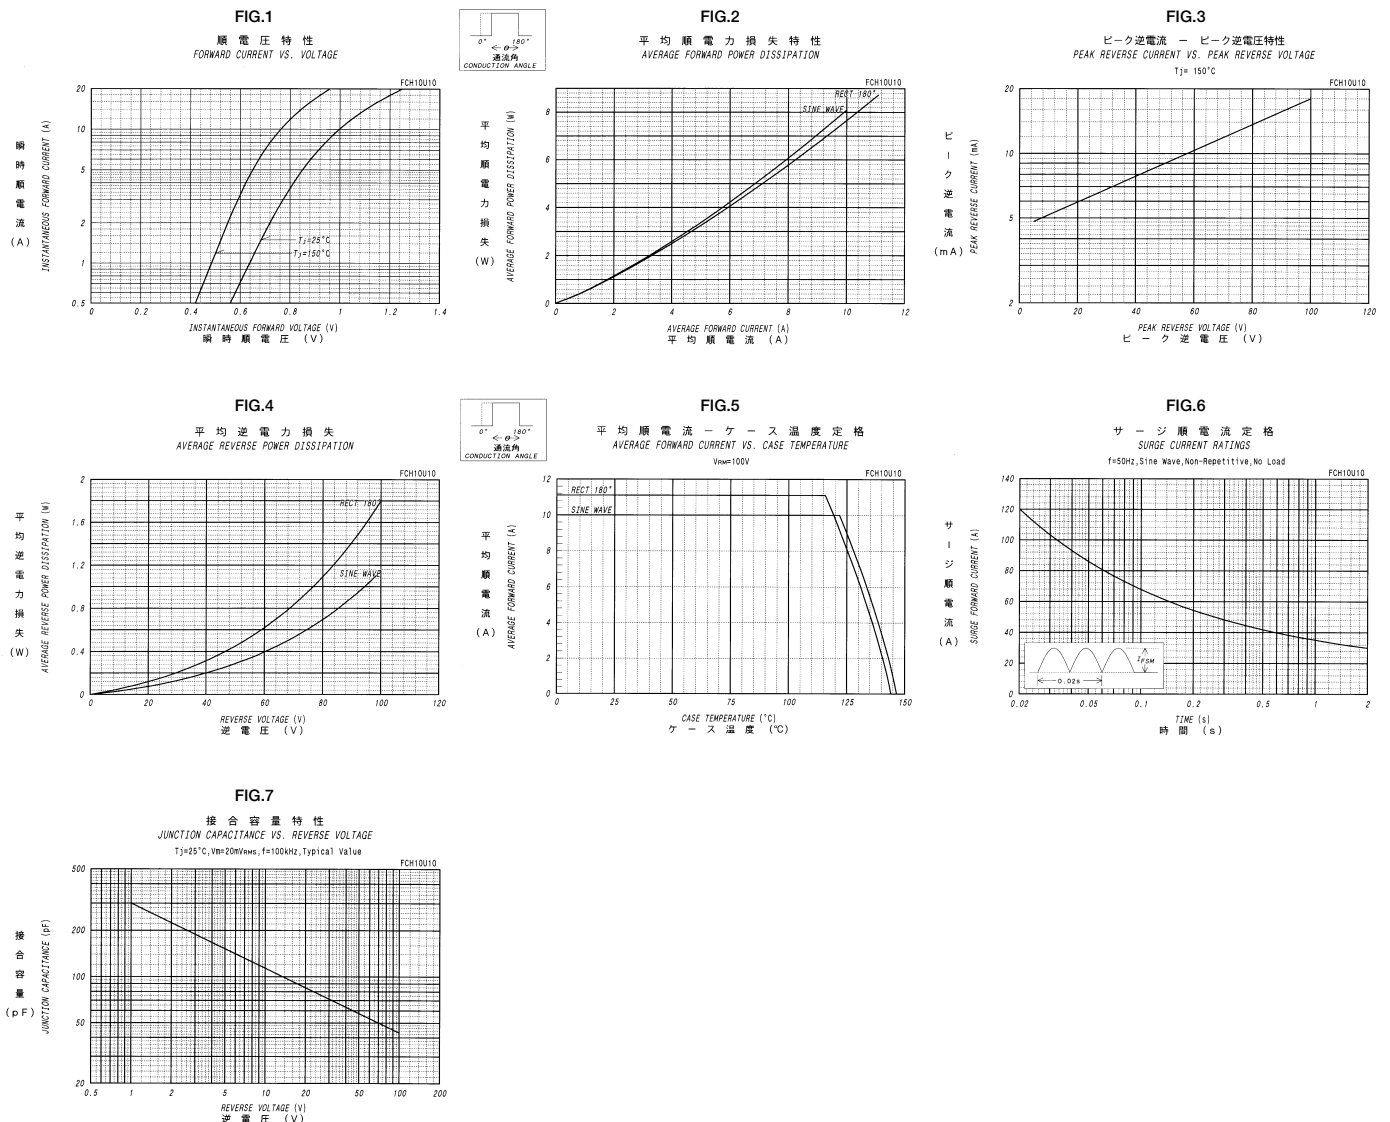 FIG.1
順電圧特性
FORWARD CURRENT VS. VOLTAGE
FCH10U10
瞬時順電流 (A)
INSTANTANEOUS FORWARD CURRENT (A)
20
10
5
2
1
0.5
Tj=25°C
Tj=150°C
0 0.2 0.4 0.6 0.8 1 1.2 1.4
INSTANTANEOUS FORWARD VOLTAGE (V)
瞬時順電圧 (V)
0° θ 180°
通流角
CONDUCTION ANGLE
FIG.2
平均順電力損失特性
AVERAGE FORWARD POWER DISSIPATION
FCH10U10
平均順電力損失 (W)
AVERAGE FORWARD POWER DISSIPATION (W)
8
6
4
2
0
RECT 180°
SINE WAVE
0 2 4 6 8 10 12
AVERAGE FORWARD CURRENT (A)
平均順電流 (A)
FIG.3
ピーク逆電流 − ピーク逆電圧特性
PEAK REVERSE CURRENT VS. PEAK REVERSE VOLTAGE
Tj= 150°C
FCH10U10
ピーク逆電流 (mA)
PEAK REVERSE CURRENT (mA)
20
10
5
2
0 20 40 60 80 100 120
PEAK REVERSE VOLTAGE (V)
ピーク逆電圧 (V)
FIG.4
平均逆電力損失
AVERAGE REVERSE POWER DISSIPATION
FCH10U10
平均逆電力損失 (W)
AVERAGE REVERSE POWER DISSIPATION (W)
2
1.6
1.2
0.8
0.4
0
RECT 180°
SINE WAVE
0 20 40 60 80 100 120
REVERSE VOLTAGE (V)
逆電圧 (V)
0° θ 180°
通流角
CONDUCTION ANGLE
FIG.5
平均順電流−ケース温度定格
AVERAGE FORWARD CURRENT VS. CASE TEMPERATURE
VRM=100V
FCH10U10
平均順電流 (A)
AVERAGE FORWARD CURRENT (A)
12
10
8
6
4
2
0
RECT 180°
SINE WAVE
0 25 50 75 100 125 150
CASE TEMPERATURE (°C)
ケース温度 (℃)
FIG.6
サージ順電流定格
SURGE CURRENT RATINGS
f=50Hz,Sine Wave,Non-Repetitive,No Load
FCH10U10
サージ順電流 (A)
SURGE FORWARD CURRENT (A)
140
120
100
80
60
40
20
0
IFSM
0.02s
0.02 0.05 0.1 0.2 0.5 1 2
TIME (s)
時間 (s)
FIG.7
接合容量特性
JUNCTION CAPACITANCE VS. REVERSE VOLTAGE
Tj=25°C,Vm=20mVRMS,f=100kHz,Typical Value
FCH10U10
接合容量 (pF)
JUNCTION CAPACITANCE (pF)
500
200
100
50
20
0.5 1 2 5 10 20 50 100 200
REVERSE VOLTAGE (V)
逆電圧 (V)